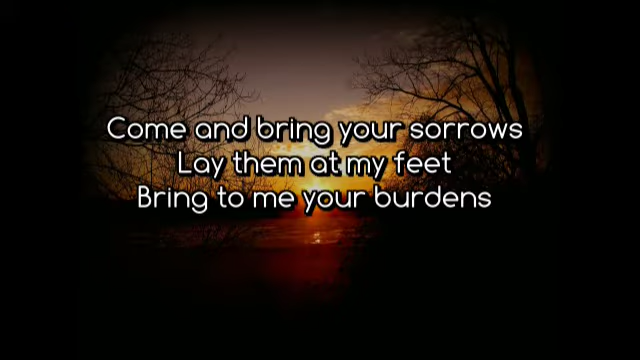 Come and bring your sorrows
Lay them at my feet
Bring to me your burdens